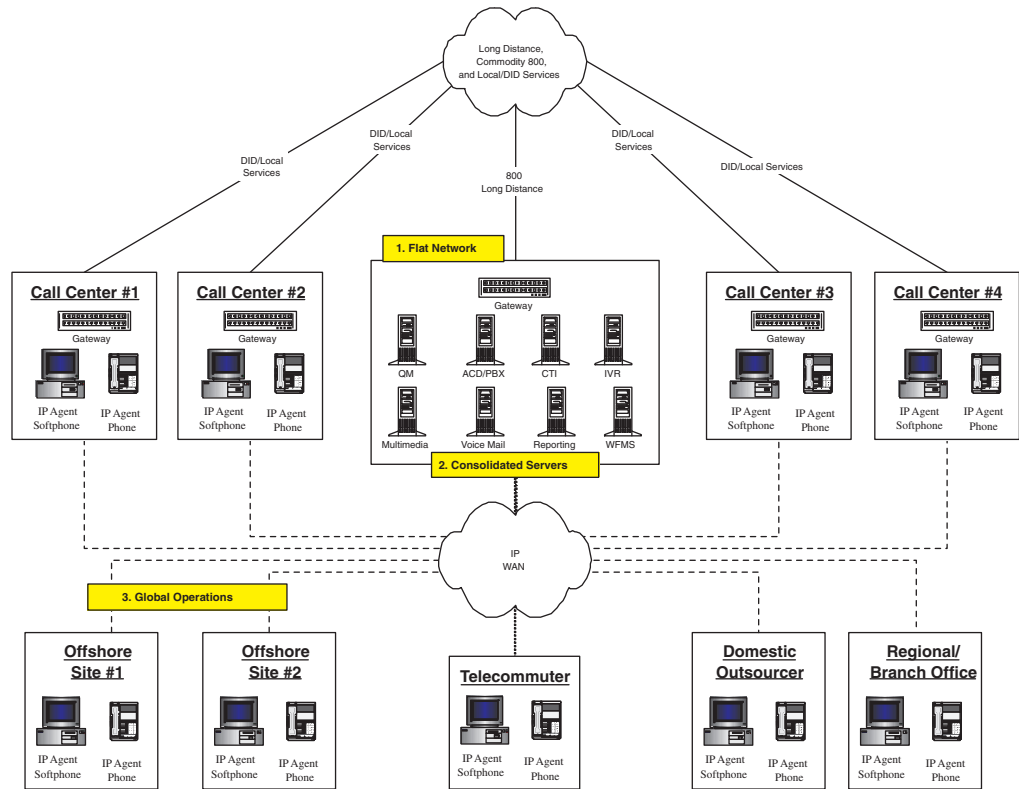 Long Distance,
Commodity 800,
and Local/DID Services
DID/Local
Services
DID/Local
Services
800
Long Distance
DID/Local
Services
DID/Local Services
1. Flat Network
Call Center #1
Gateway
IP Agent
Softphone
IP Agent
Phone
Call Center #2
Gateway
IP Agent
Softphone
IP Agent
Phone
Gateway
QM
ACD/PBX
CTI
IVR
Multimedia
Voice Mail
Reporting
WFMS
2. Consolidated Servers
Call Center #3
Gateway
IP Agent
Softphone
IP Agent
Phone
Call Center #4
Gateway
IP Agent
Softphone
IP Agent
Phone
IP
WAN
3. Global Operations
Offshore
Site #1
IP Agent
Softphone
IP Agent
Phone
Offshore
Site #2
IP Agent
Softphone
IP Agent
Phone
Telecommuter
IP Agent
Softphone
IP Agent
Phone
Domestic
Outsourcer
IP Agent
Softphone
IP Agent
Phone
Regional/
Branch Office
IP Agent
Softphone
IP Agent
Phone